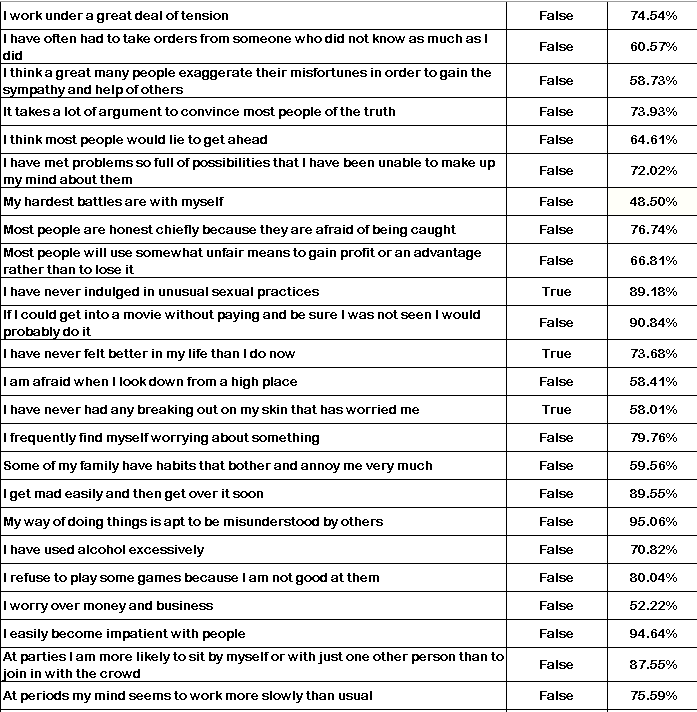 I work under a great deal of tension False 74.54%
I have often had to take orders from someone who did not know as much as I
did False 60.57%
I think a great many people exaggerate their misfortunes in order to gain the
sympathy and help of others False 58.73%
It takes a lot of argument to convince most people of the truth False 73.93%
I think most people would lie to get ahead False 64.61%
I have met problems so full of possibilities that I have been unable to make up
my mind about them False 72.02%
My hardest battles are with myself False 48.50%
Most people are honest chiefly because they are afraid of being caught False 76.74%
Most people will use somewhat unfair means to gain profit or an advantage
rather than to lose it False 66.81%
I have never indulged in unusual sexual practices True 89.18%
If I could get into a movie without paying and be sure I was not seen I would
probably do it False 90.84%
I have never felt better in my life than I do now True 73.68%
I am afraid when I look down from a high place False 58.41%
I have never had any breaking out on my skin that has worried me True 58.01%
I frequently find myself worrying about something False 79.76%
Some of my family have habits that bother and annoy me very much False 59.56%
I get mad easily and then get over it soon False 89.55%
My way of doing things is apt to be misunderstood by others False 95.06%
I have used alcohol excessively False 70.82%
I refuse to play some games because I am not good at them False 80.04%
I worry over money and business False 52.22%
I easily become impatient with people False 94.64%
At parties I am more likely to sit by myself or with just one other person than to
join in with the crowd False 87.55%
At periods my mind seems to work more slowly than usual False 75.59%